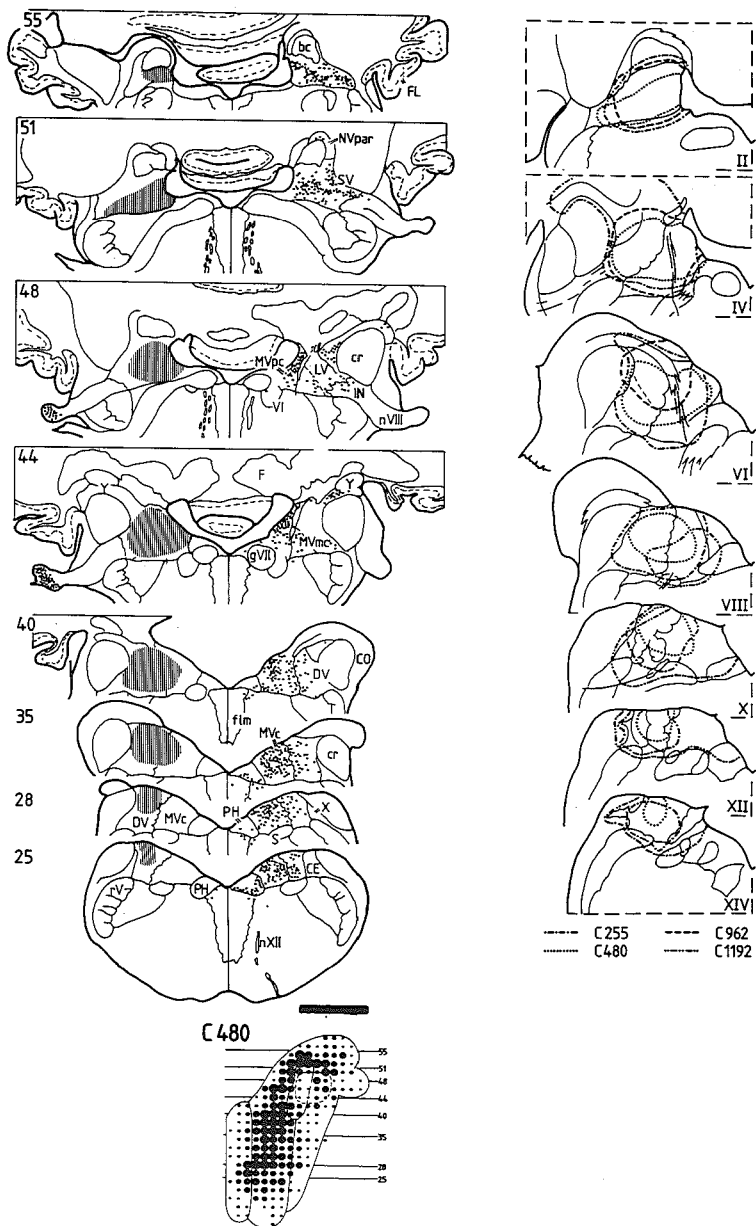 55
bc
FL
51
NVpar
SV
48
MVpc
LV
cr
IN
VI
nVIII
44
Y
F
Y
MVmc
gVII
40
DV
CO
flm
35
MVc
cr
28
DV
MVc
PH
S
X
25
rV
PH
CE
nXII
C 480
55
51
48
44
40
35
28
25
II
IV
VI
VIII
X
XII
XIV
C255
C962
C480
C1192